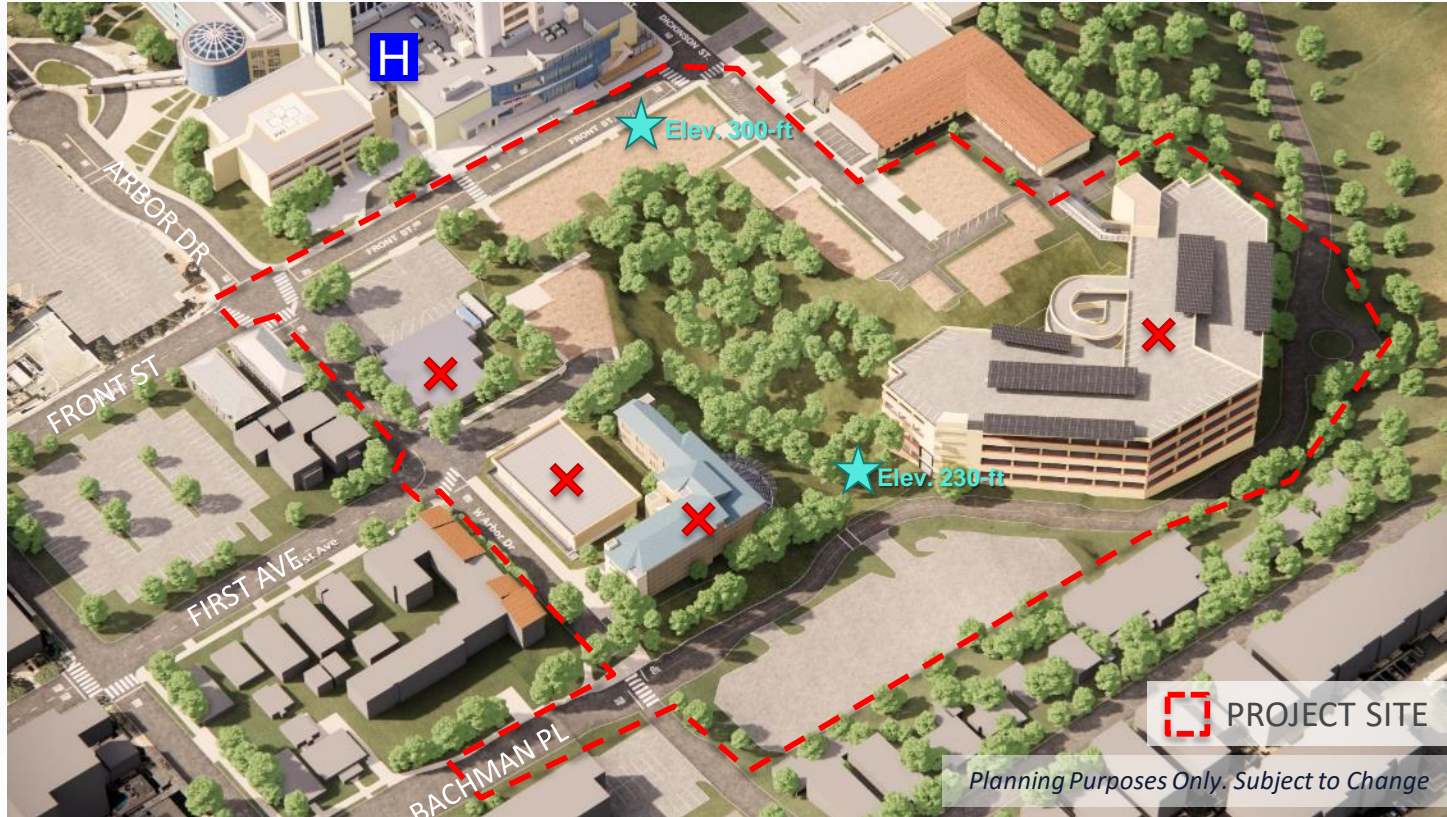 H
DICKINSON ST
Elev. 300-ft
FRONT ST.
ARBOR DR
FRONT ST.
FRONT ST
Elev. 230-ft
W Arbor Dr
FIRST AVE
st Ave
BACHMAN PL
PROJECT SITE
Planning Purposes Only. Subject to Change